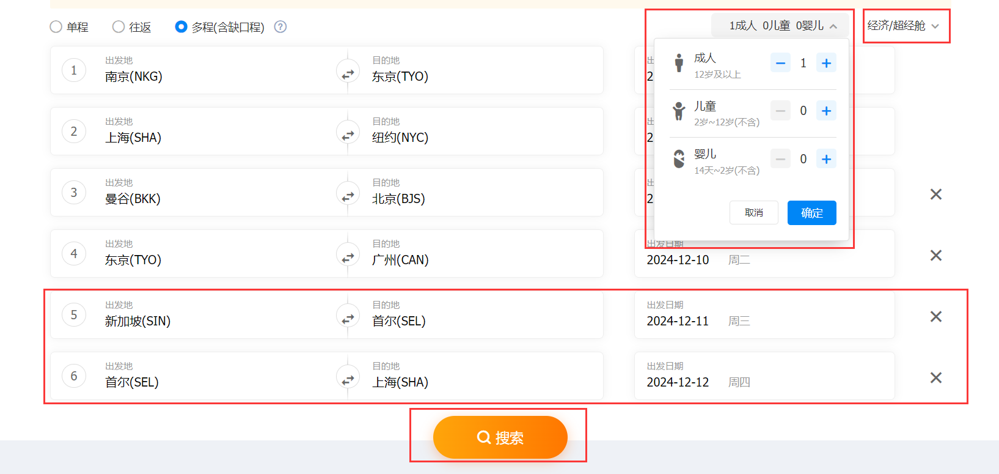 单程 往返 多程(含缺口程) ?
1成人 0儿童 0婴儿 经济/超经舱
1 出发地 目的地 出
南京(NKG) 东京(TYO) 2
成人 1
12岁及以上
2 出发地 目的地 出
上海(SHA) 纽约(NYC) 2
儿童 0
2岁~12岁(不含)
婴儿 0
14天~2岁(不含)
3 出发地 目的地 出
曼谷(BKK) 北京(BJS) 2
取消 确定
4 出发地 目的地 出发日期
东京(TYO) 广州(CAN) 2024-12-10 周二
5 出发地 目的地 出发日期
新加坡(SIN) 首尔(SEL) 2024-12-11 周三
6 出发地 目的地 出发日期
首尔(SEL) 上海(SHA) 2024-12-12 周四
搜索